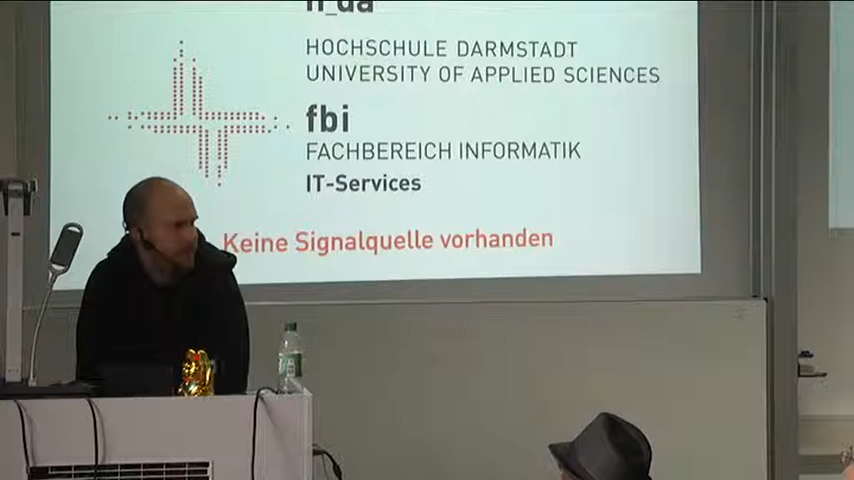 h_da
HOCHSCHULE DARMSTADT
UNIVERSITY OF APPLIED SCIENCES
fbi
FACHBEREICH INFORMATIK
IT-Services
Keine Signalquelle vorhanden